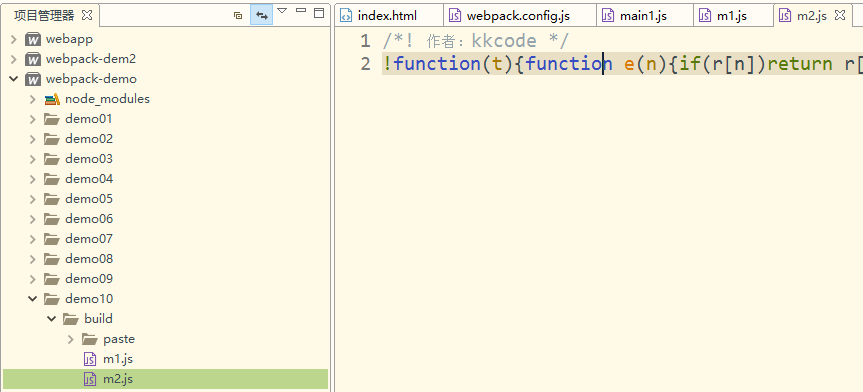 项目管理器
index.html
webpack.config.js
main1.js
m1.js
m2.js
webapp
webpack-dem2
webpack-demo
node_modules
demo01
demo02
demo03
demo04
demo05
demo06
demo07
demo08
demo09
demo10
build
paste
m1.js
m2.js
1 /*! 作者：kkcode */
2 !function(t){function e(n){if(r[n])return r[